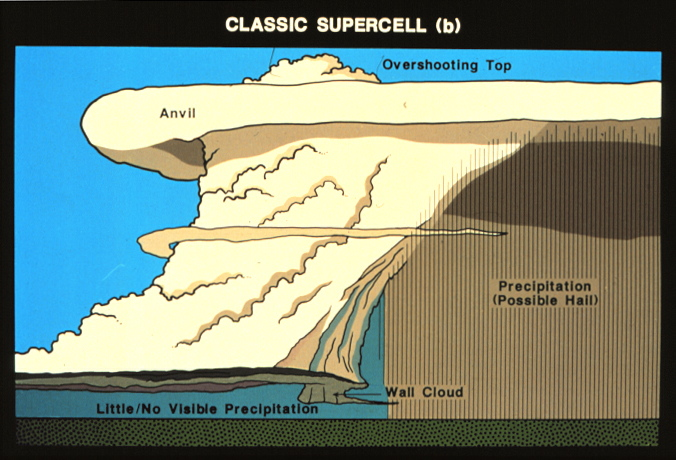 CLASSIC SUPERCELL (b)
Overshooting Top
Anvil
Precipitation
(Possible Hail)
Wall Cloud
Little/No Visible Precipitation